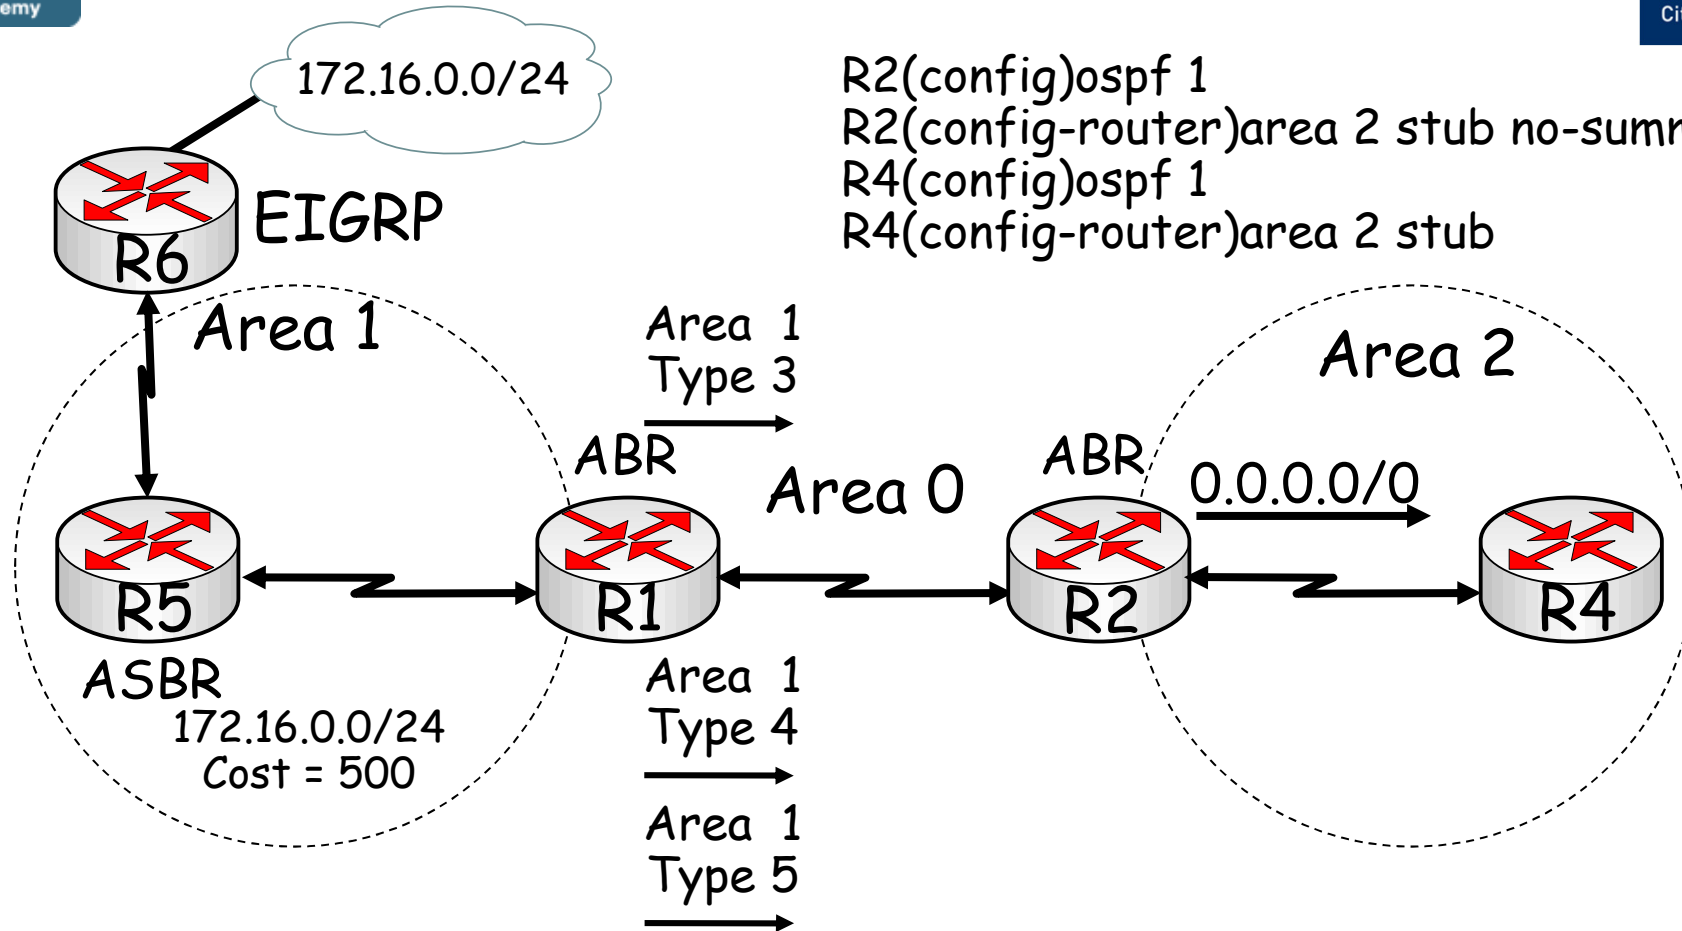 172.16.0.0/24
R2(config)ospf 1
R2(config-router)area 2 stub
R4(config)ospf 1
R4(config-router)area 2 stub
R6
EIGRP
Area 1
Area 1
Type 3
Area 2
ABR
ABR
Area 0
0.0.0.0/0
R5
R1
R2
R4
ASBR
172.16.0.0/24
Cost = 500
Area 1
Type 4
Area 1
Type 5